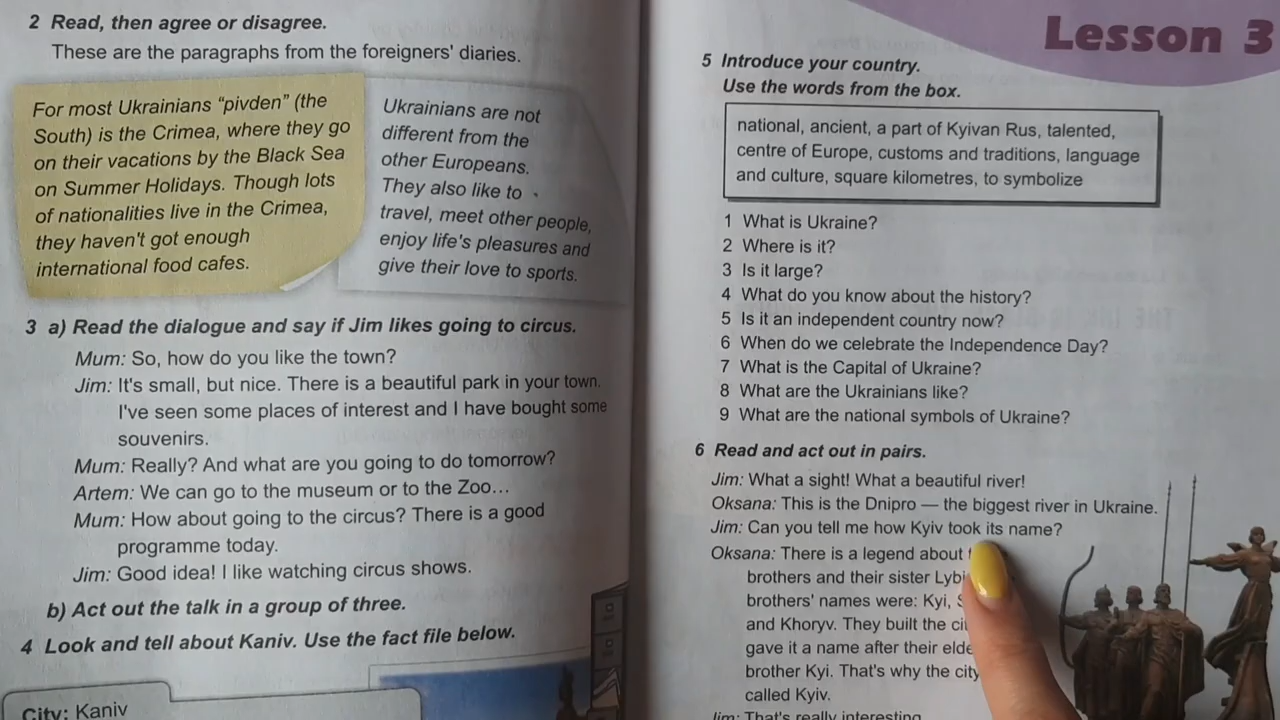 2 Read, then agree or disagree.
These are the paragraphs from the foreigners' diaries.
For most Ukrainians "pivden" (the
South) is the Crimea, where they go
on their vacations by the Black Sea
on Summer Holidays. Though lots
of nationalities live in the Crimea,
they haven't got enough
international food cafes.
Ukrainians are not
different from the
other Europeans.
They also like to
travel, meet other people,
enjoy life's pleasures and
give their love to sports.
3 a) Read the dialogue and say if Jim likes going to circus.
Mum: So, how do you like the town?
Jim: It's small, but nice. There is a beautiful park in your town.
I've seen some places of interest and I have bought some
souvenirs.
Mum: Really? And what are you going to do tomorrow?
Artem: We can go to the museum or to the Zoo...
Mum: How about going to the circus? There is a good
programme today.
Jim: Good idea! I like watching circus shows.
b) Act out the talk in a group of three.
4 Look and tell about Kaniv. Use the fact file below.
City: Kaniv
Lesson 3
5 Introduce your country.
Use the words from the box.
national, ancient, a part of Kyivan Rus, talented,
centre of Europe, customs and traditions, language
and culture, square kilometres, to symbolize
1 What is Ukraine?
2 Where is it?
3 Is it large?
4 What do you know about the history?
5 Is it an independent country now?
6 When do we celebrate the Independence Day?
7 What is the Capital of Ukraine?
8 What are the Ukrainians like?
9 What are the national symbols of Ukraine?
6 Read and act out in pairs.
Jim: What a sight! What a beautiful river!
Oksana: This is the Dnipro — the biggest river in Ukraine.
Jim: Can you tell me how Kyiv took its name?
Oksana: There is a legend about
brothers and their sister
brothers' names were: Kyi,
and Khoryv. They built the
gave it a name after their
brother Kyi. That's why the city
called Kyiv.
Jim: That's really interesting